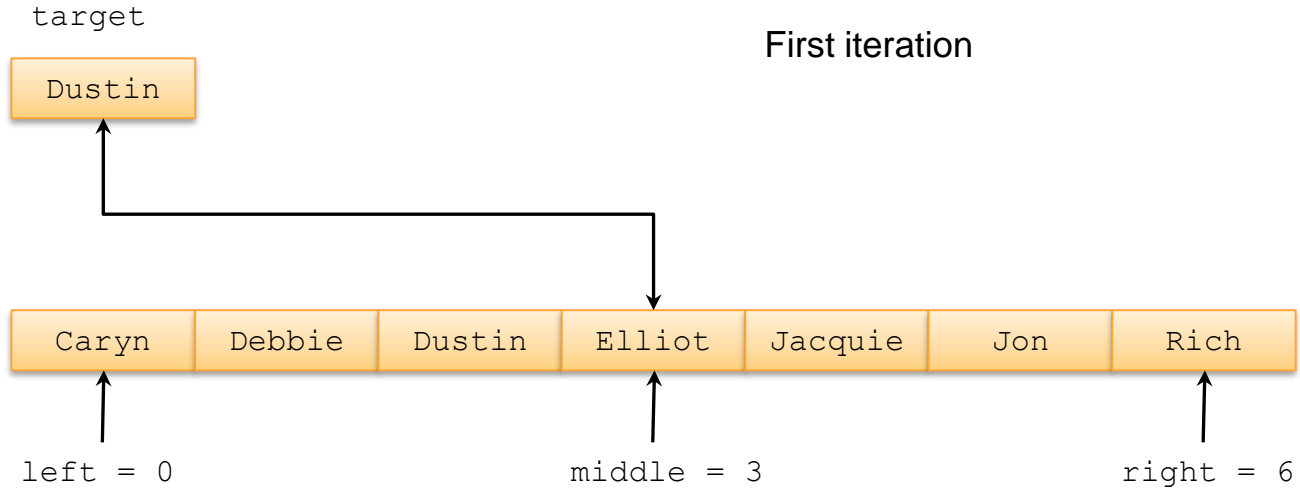 target
First iteration
Dustin
Caryn Debbie Dustin Elliot Jacquie Jon Rich
left = 0 middle = 3 right = 6